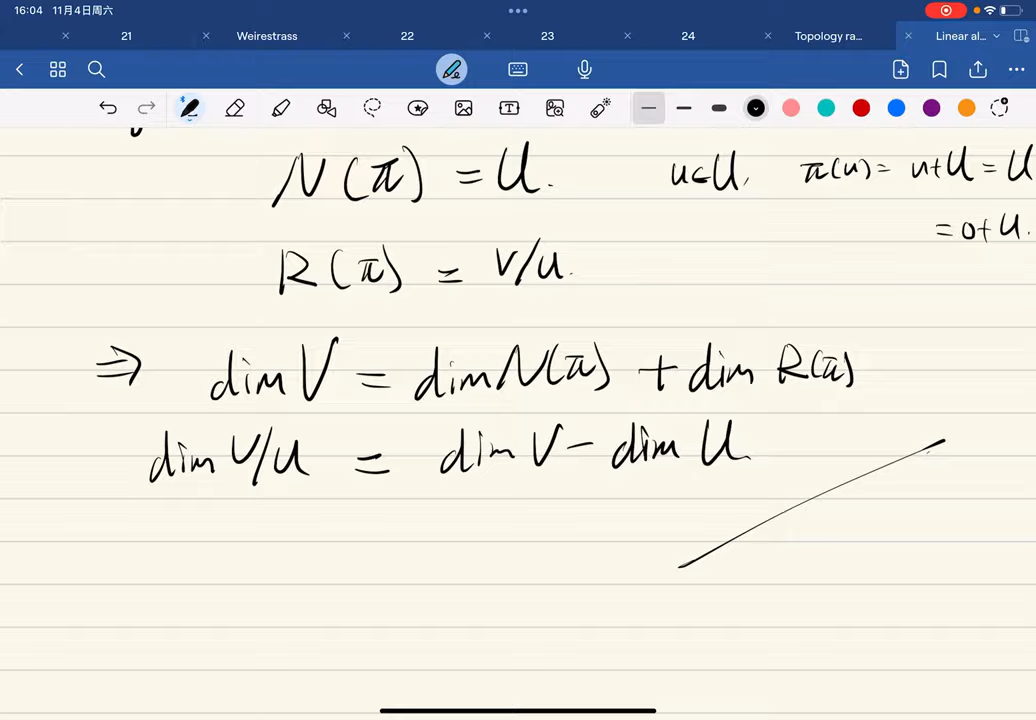 16:04 11月4日周六
21 Weirestrass 22 23 24 Topology ra... Linear al...
N(π) = U. u∈U, π(u) = u+U = U
= 0+U.
R(π) = V/U.
⇒ dim V = dim N(π) + dim R(π)
dim V/U = dim V - dim U